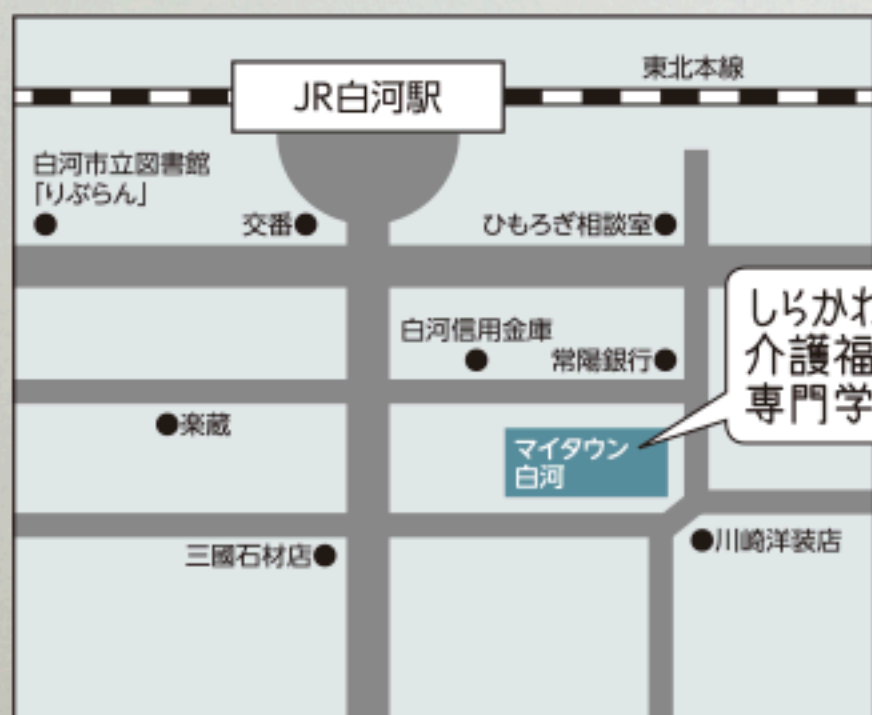 東北本線
JR白河駅
白河市立図書館
「りぶらん」
交番
ひもろぎ相談室
しらかわ
介護福
専門学
白河信用金庫
常陽銀行
楽蔵
マイタウン
白河
三國石材店
川崎洋装店